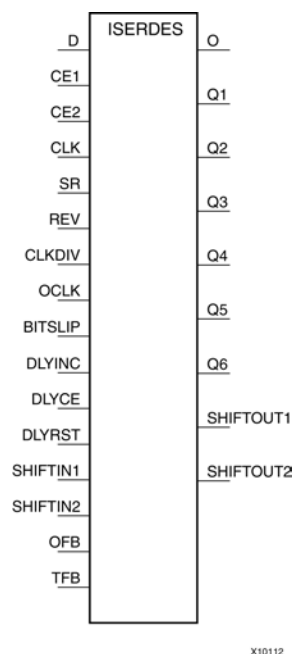 ISERDES
D
CE1
CE2
CLK
SR
REV
CLKDIV
OCLK
BITSLIP
DLYINC
DLYCE
DLYRST
SHIFTIN1
SHIFTIN2
OFB
TFB
O
Q1
Q2
Q3
Q4
Q5
Q6
SHIFTOUT1
SHIFTOUT2
X10112